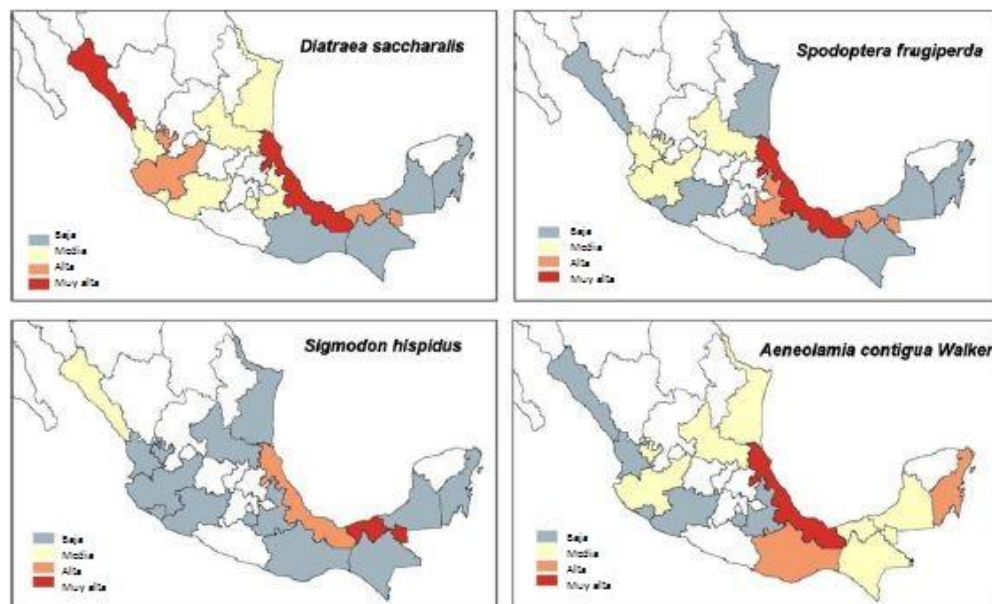 Diatraea saccharalis
Baja
Media
Alta
Muy alta
Spodoptera frugiperda
Baja
Media
Alta
Muy alta
Sigmodon hispidus
Baja
Media
Alta
Muy alta
Aeneolamia contigua Walker
Baja
Media
Alta
Muy alta